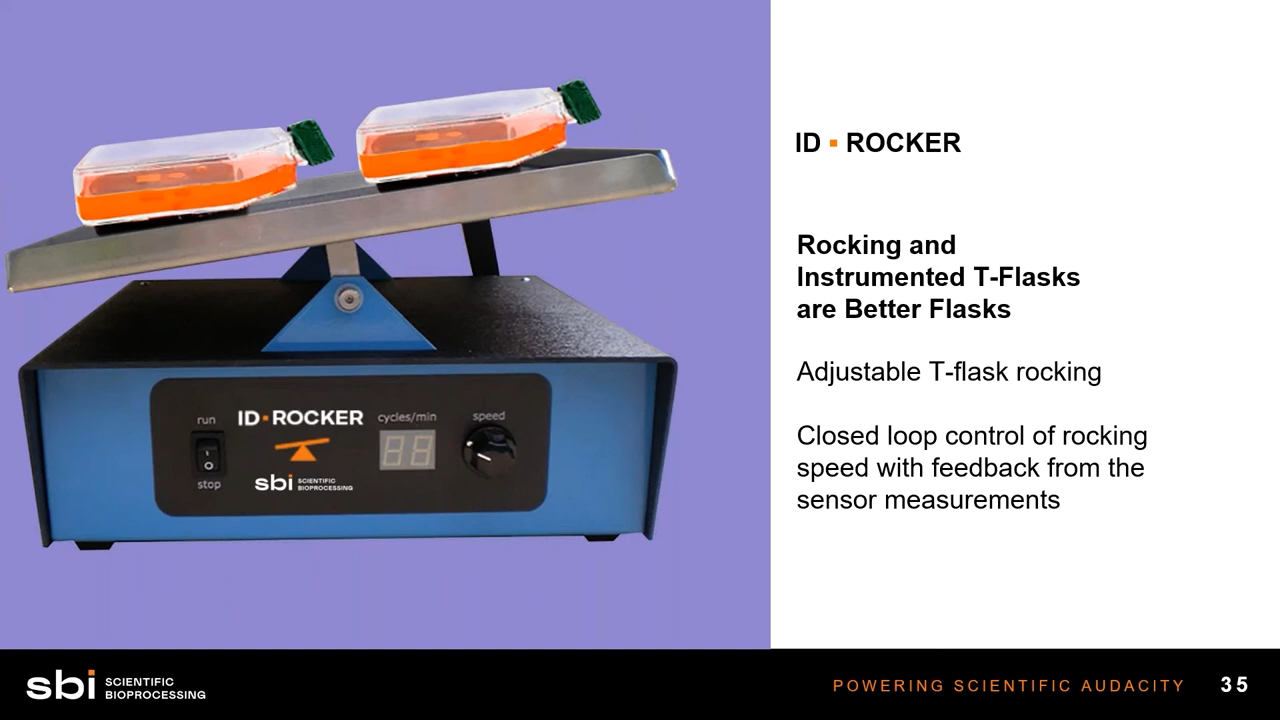 ID ▪ ROCKER
Rocking and
Instrumented T-Flasks
are Better Flasks
Adjustable T-flask rocking
Closed loop control of rocking
speed with feedback from the
sensor measurements
run
stop
ID▪ROCKER
sbi SCIENTIFIC
BIOPROCESSING
cycles/min
88
speed
sbi SCIENTIFIC
BIOPROCESSING
POWERING SCIENTIFIC AUDACITY
35